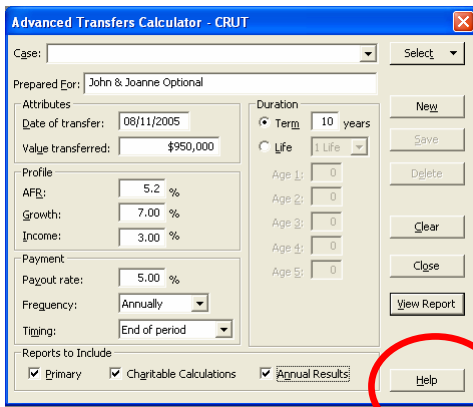 Advanced Transfers Calculator - CRUT
Case:
Select
Prepared For: John & Joanne Optional
Attributes
Date of transfer: 08/11/2005
Value transferred: $950,000
Duration
Term 10 years
Life 1 Life
Age 1: 0
Age 2: 0
Age 3: 0
Age 4: 0
Age 5: 0
New
Save
Delete
Profile
AFR: 5.2 %
Growth: 7.00 %
Income: 3.00 %
Clear
Close
View Report
Payment
Payout rate: 5.00 %
Frequency: Annually
Timing: End of period
Reports to Include
Primary Charitable Calculations Annual Results
Help